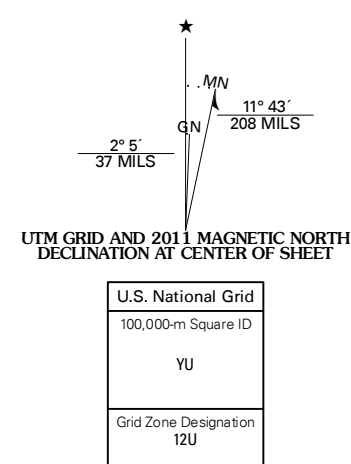 ★
MN
11° 43´
208 MILS
GN
2° 5´
37 MILS
UTM GRID AND 2011 MAGNETIC NORTH
DECLINATION AT CENTER OF SHEET
U.S. National Grid
100,000-m Square ID
YU
Grid Zone Designation
12U